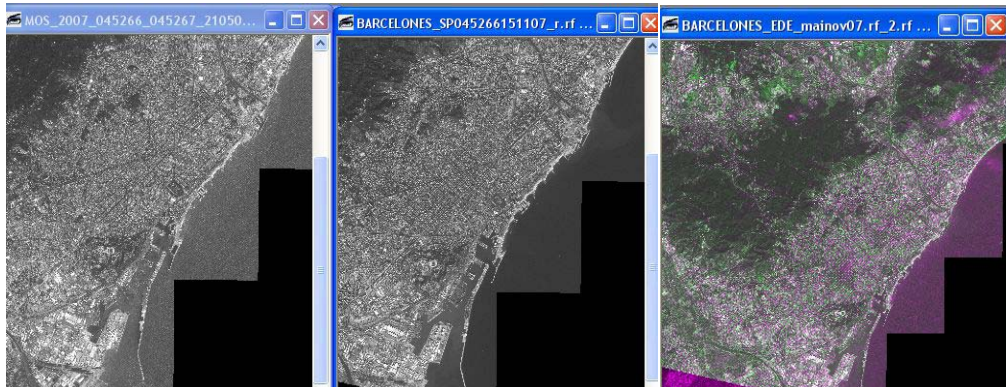 MOS_2007_045266_045267_21050...
BARCELONES_SP045266151107_r.rf ...
BARCELONES_EDE_mainov07.rf_2.rf ...